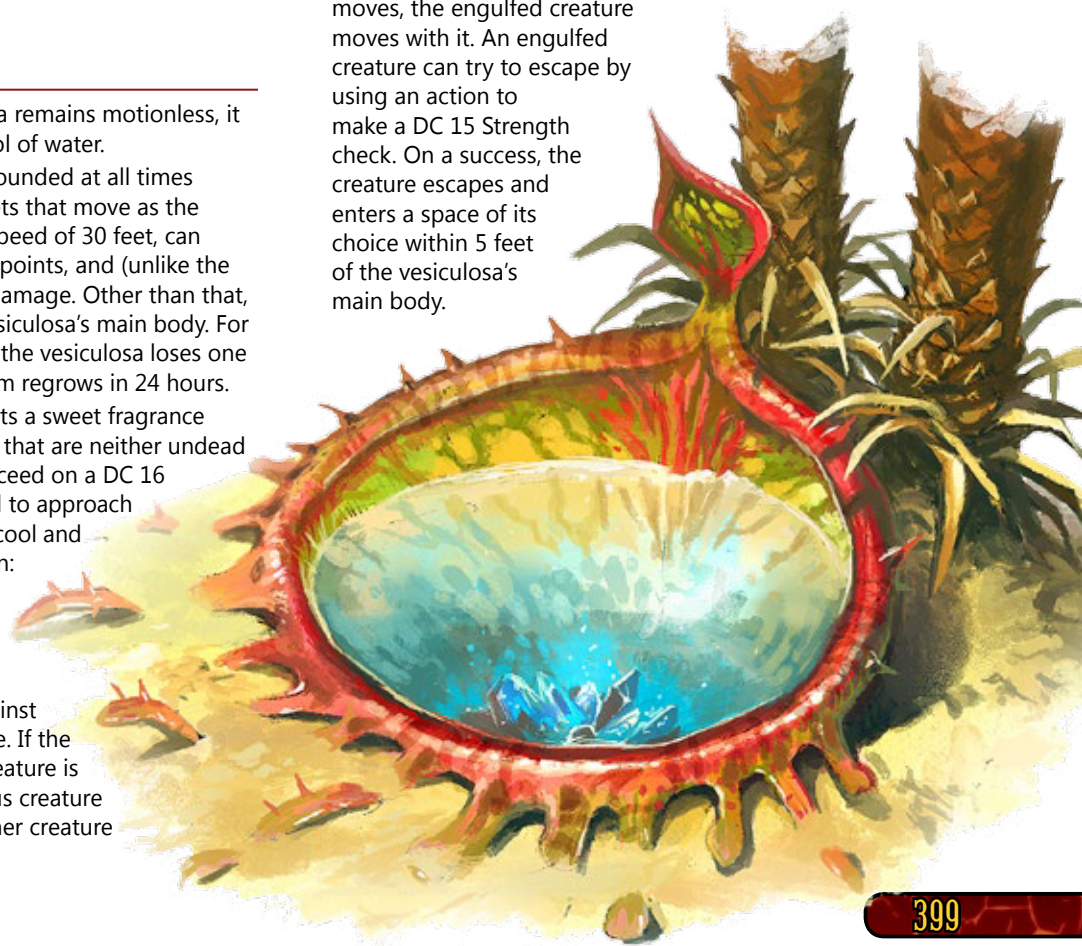 a remains motionless, it
ol of water.
ounded at all times
ts that move as the
peed of 30 feet, can
points, and (unlike the
amage. Other than that,
siculosa's main body. For
the vesiculosa loses one
m regrows in 24 hours.
ts a sweet fragrance
that are neither undead
ceed on a DC 16
d to approach
cool and
n:
inst
e. If the
eature is
us creature
her creature
moves, the engulfed creature
moves with it. An engulfed
creature can try to escape by
using an action to
make a DC 15 Strength
check. On a success, the
creature escapes and
enters a space of its
choice within 5 feet
of the vesiculosa's
main body.
399